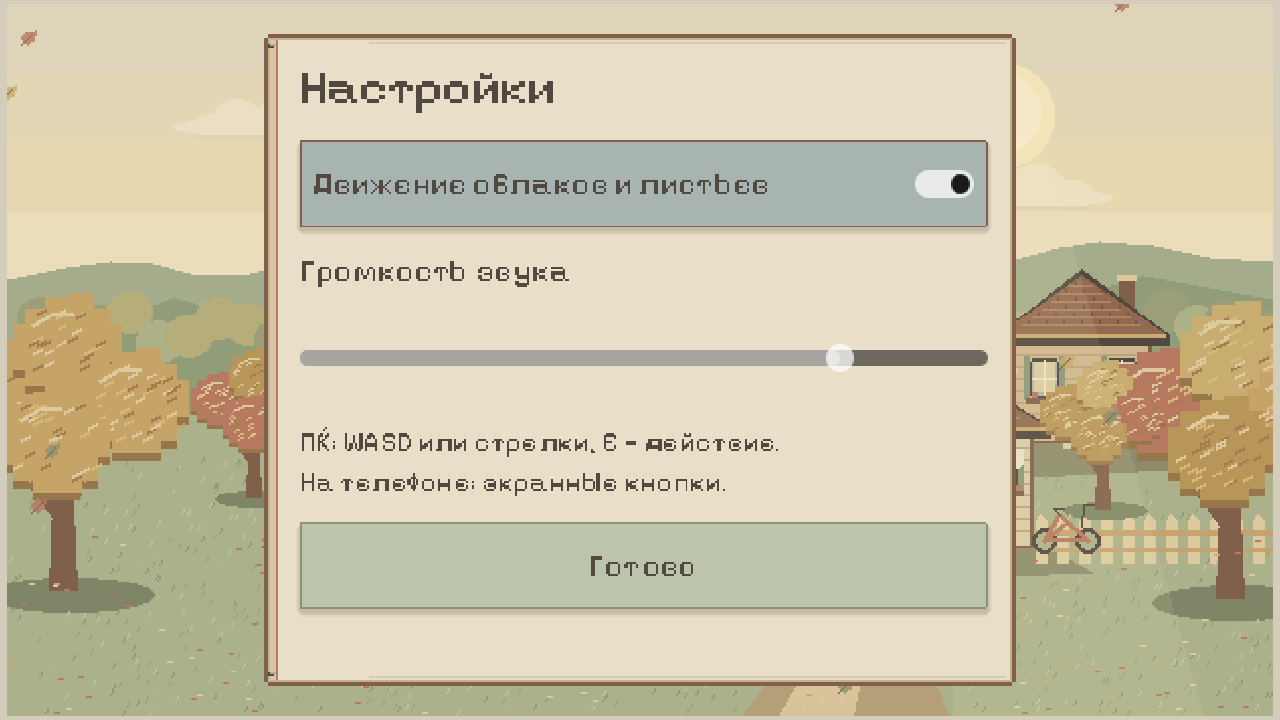 Настройки
Движение облаков и листьев
Громкость звука
ПК: WASD или стрелки, E – действие.
На телефоне: экранные кнопки.
Готово